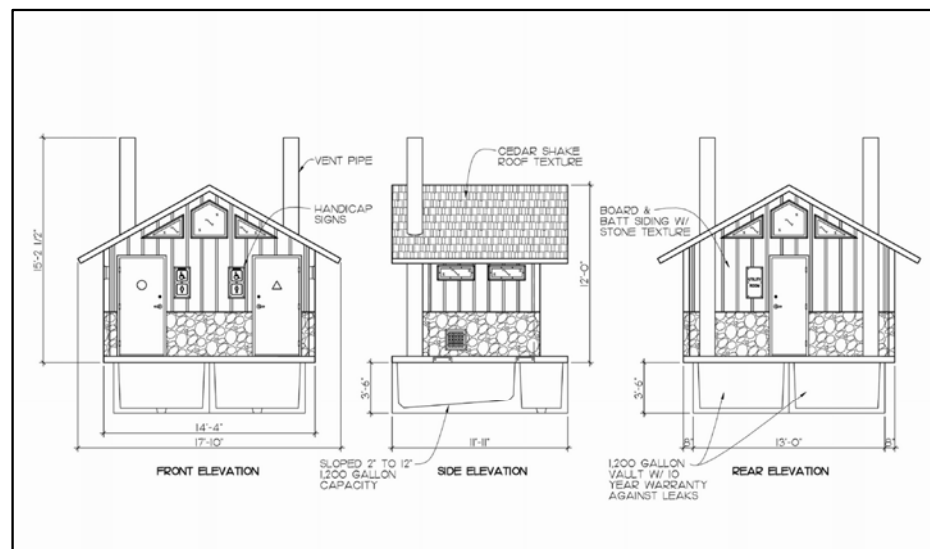 VENT PIPE
HANDICAP
SIGNS
15'-2 1/2"
14'-4"
17'-10"
FRONT ELEVATION
CEDAR SHAKE
ROOF TEXTURE
12'-0"
3'-6"
11'-11"
SLOPED 2" TO 12"
1,200 GALLON
CAPACITY
SIDE ELEVATION
BOARD &
BATT SIDING W/
STONE TEXTURE
ROOM
3'-6"
8"
13'-0"
8"
1,200 GALLON
VAULT W/ 10
YEAR WARRANTY
AGAINST LEAKS
REAR ELEVATION